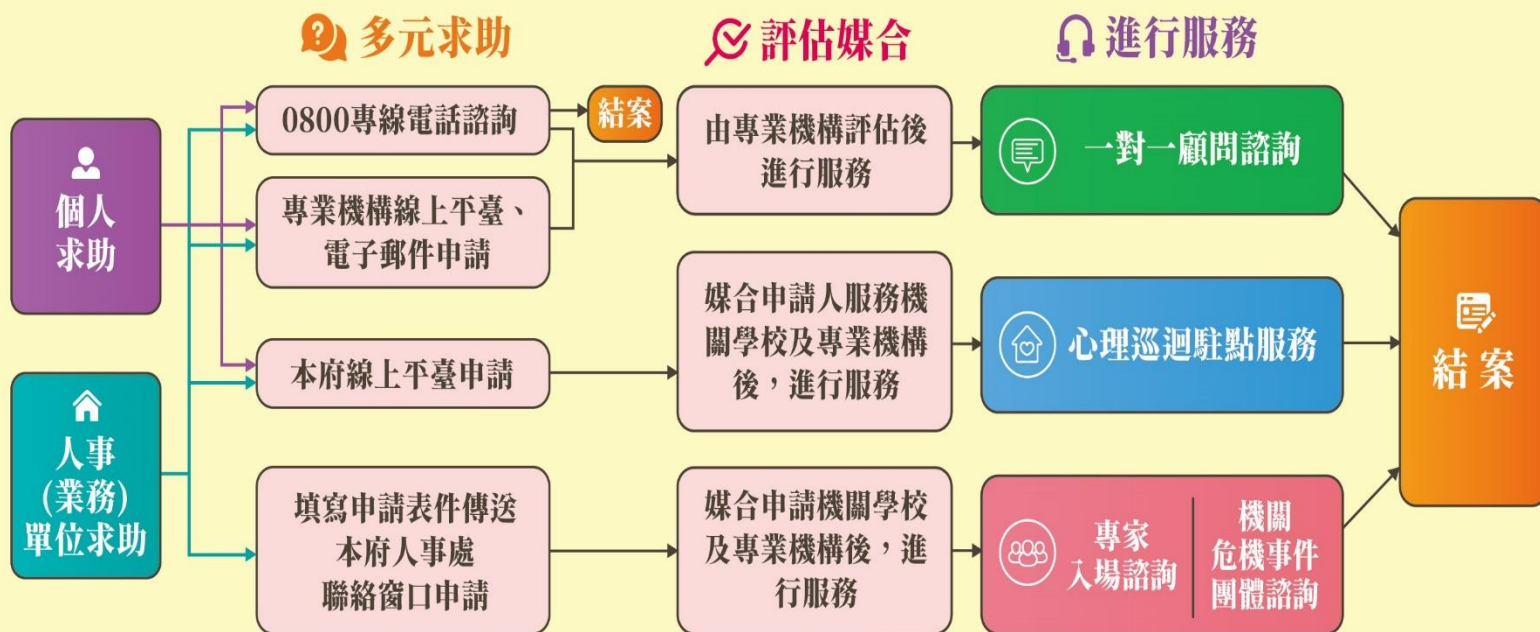 多元求助
評估媒合
進行服務
個人
求助
人事
(業務)
單位求助
0800專線電話諮詢
結案
專業機構線上平臺、
電子郵件申請
本府線上平臺申請
填寫申請表件傳送
本府人事處
聯絡窗口申請
由專業機構評估後
進行服務
媒合申請人服務機
關學校及專業機構
後，進行服務
媒合申請機關學校
及專業機構後，進
行服務
一對一顧問諮詢
心理巡迴駐點服務
專家
入場諮詢
機關
危機事件
團體諮詢
結案